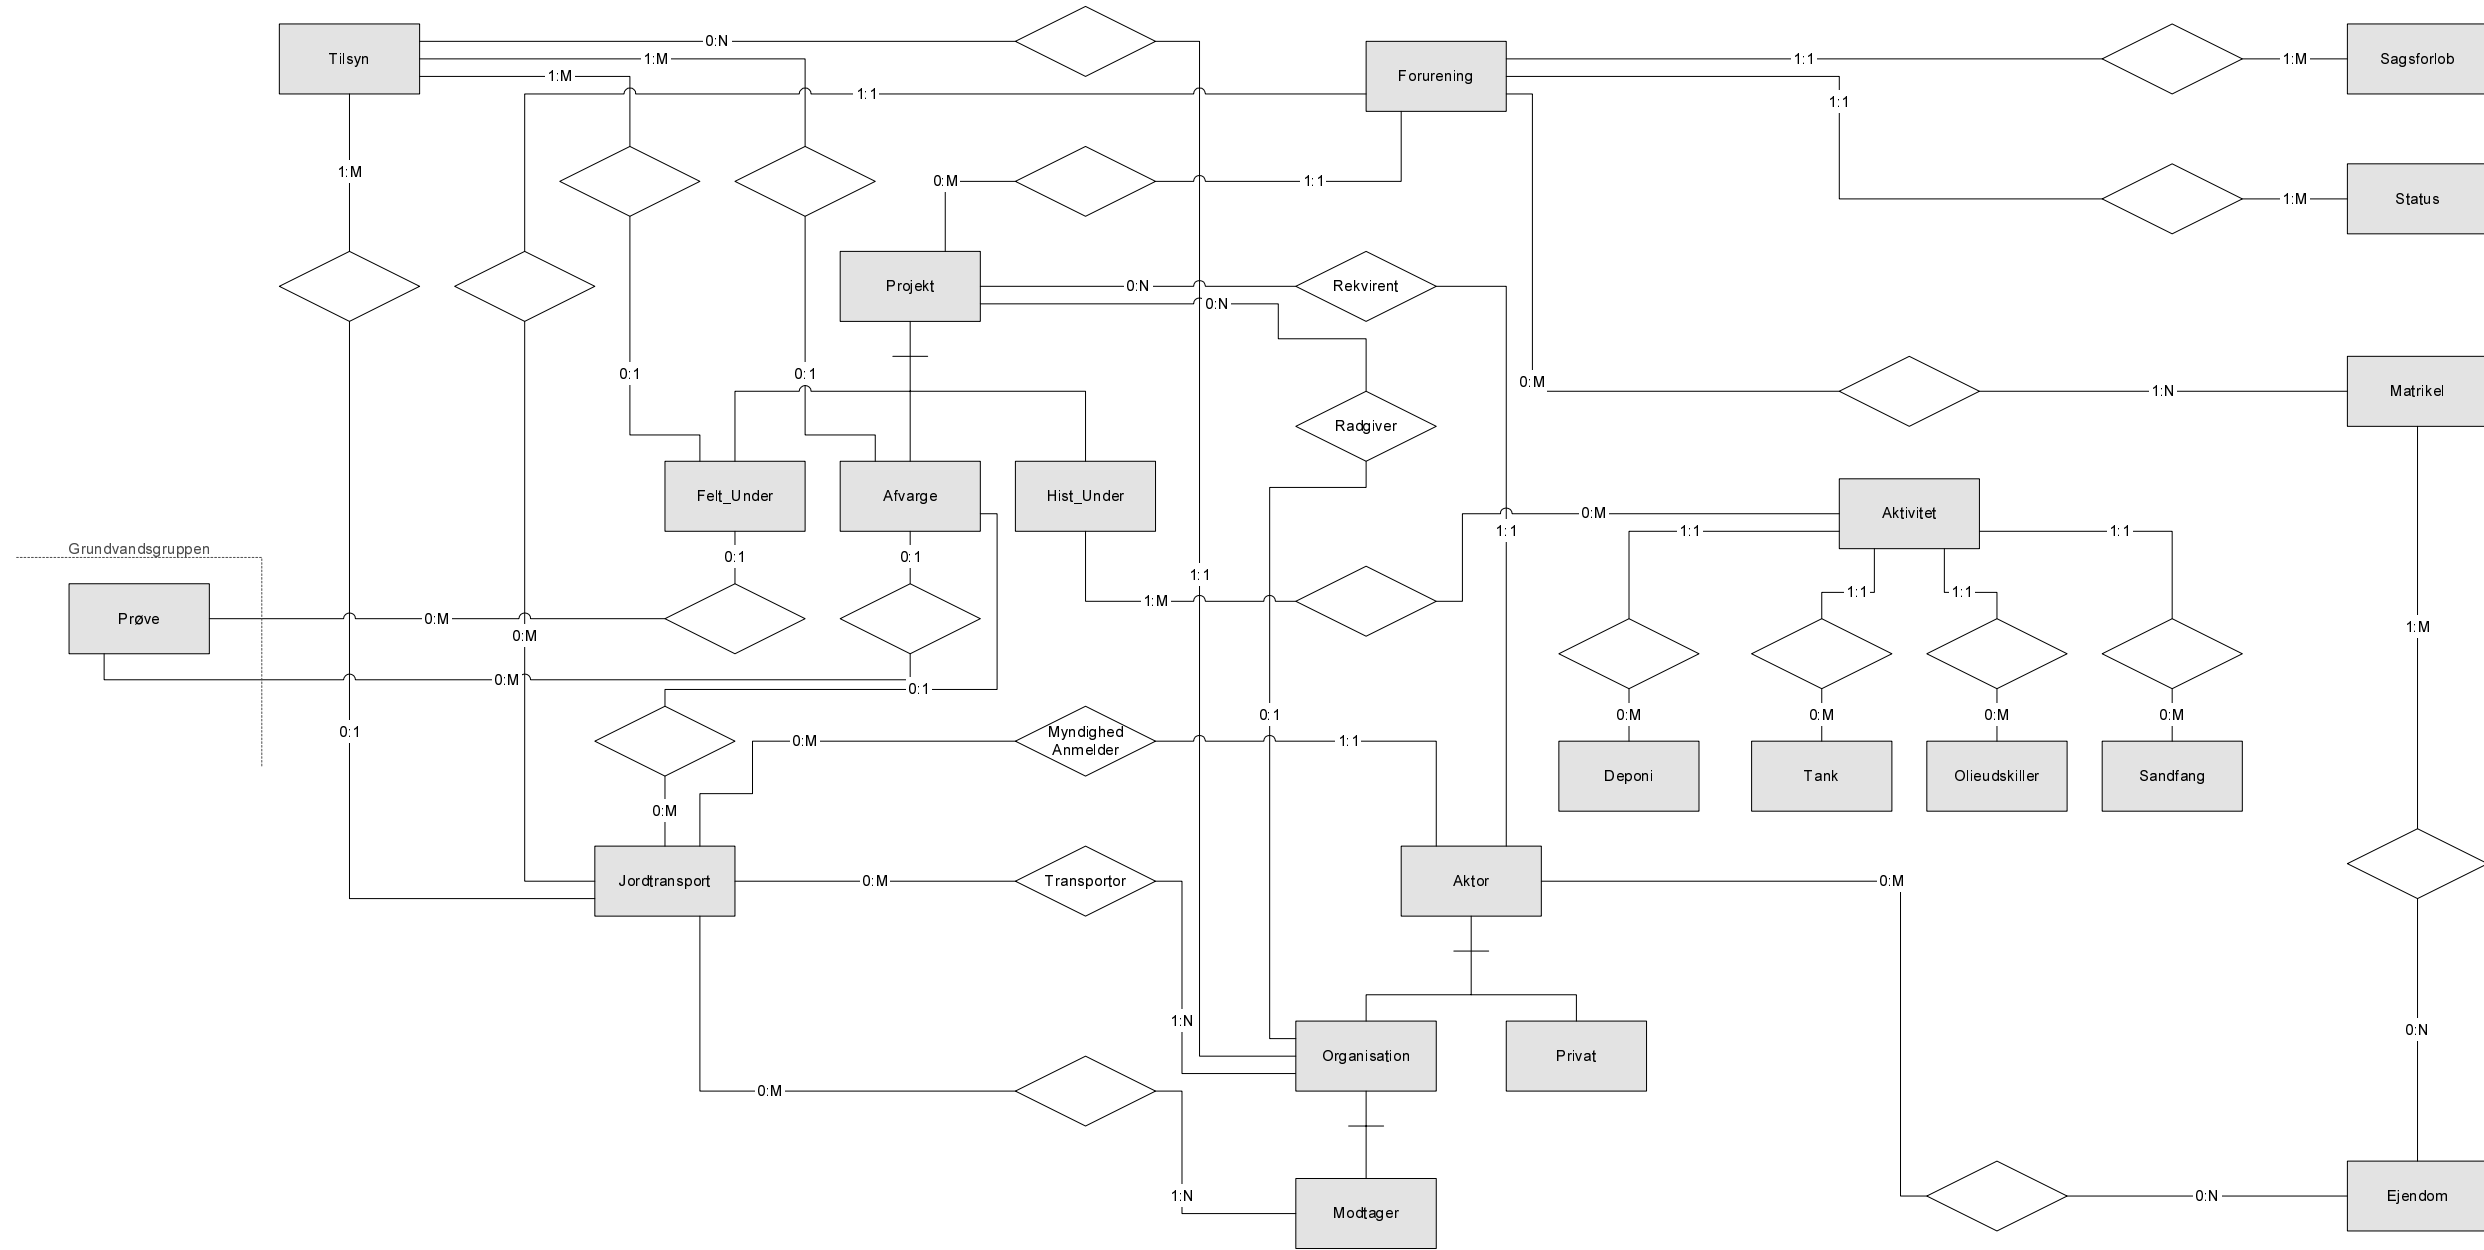 0:N
Tilsyn
1:M
Forurening
1:1
1:M
Sagsforlob
1:M
1:1
1:1
1:M
0:M
1:1
1:M
Status
Projekt
0:N
Rekvirent
0:N
0:1
0:1
0:M
1:N
Matrikel
Radgiver
Felt_Under
Afvarge
Hist_Under
0:M
Aktivitet
1:1
1:1
1:1
Grundvandsgruppen
0:1
0:1
1:1
1:1
1:1
1:M
Prøve
0:M
0:M
1:M
0:M
0:1
0:1
0:M
0:M
0:M
0:M
0:1
0:M
Myndighed
Anmelder
1:1
Deponi
Tank
Olieudskiller
Sandfang
0:M
Jordtransport
0:M
Transportor
Aktor
0:M
1:N
0:N
Organisation
Privat
0:M
1:N
0:N
Ejendom
Modtager